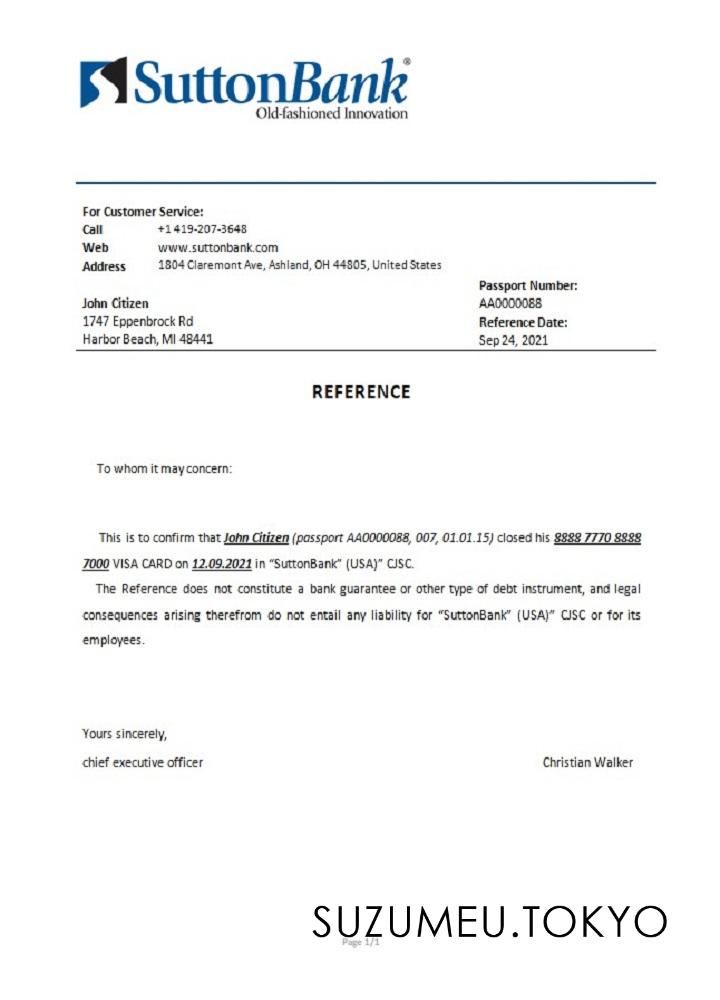 SuttonBank®
Old-fashioned Innovation
For Customer Service:
Call +1 419-207-3648
Web www.suttonbank.com
Address 1804 Claremont Ave, Ashland, OH 44805, United States
Passport Number:
John Citizen AA0000088
1747 Eppenbrock Rd Reference Date:
Harbor Beach, MI 48441 Sep 24, 2021
REFERENCE
To whom it may concern:
This is to confirm that John Citizen (passport AA0000088, 007, 01.01.15) closed his 8888 7770 8888
7000 VISA CARD on 12.09.2021 in “SuttonBank” (USA)” CJSC.
The Reference does not constitute a bank guarantee or other type of debt instrument, and legal
consequences arising therefrom do not entail any liability for “SuttonBank” (USA)” CJSC or for its
employees.
Yours sincerely,
chief executive officer Christian Walker
SUZUMEU.TOKYO
Page 1/1